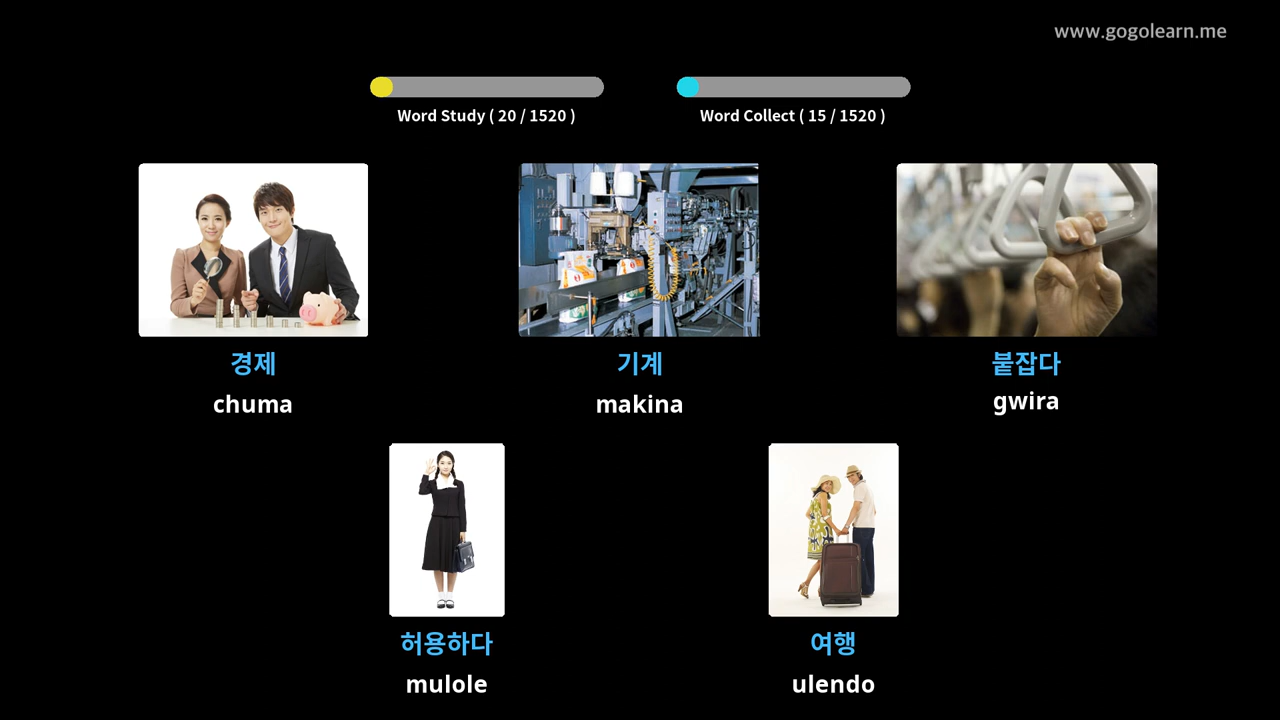 www.gogolearn.me
Word Study ( 20 / 1520 )
Word Collect ( 15 / 1520 )
경제
chuma
기계
makina
붙잡다
gwira
허용하다
mulole
여행
ulendo